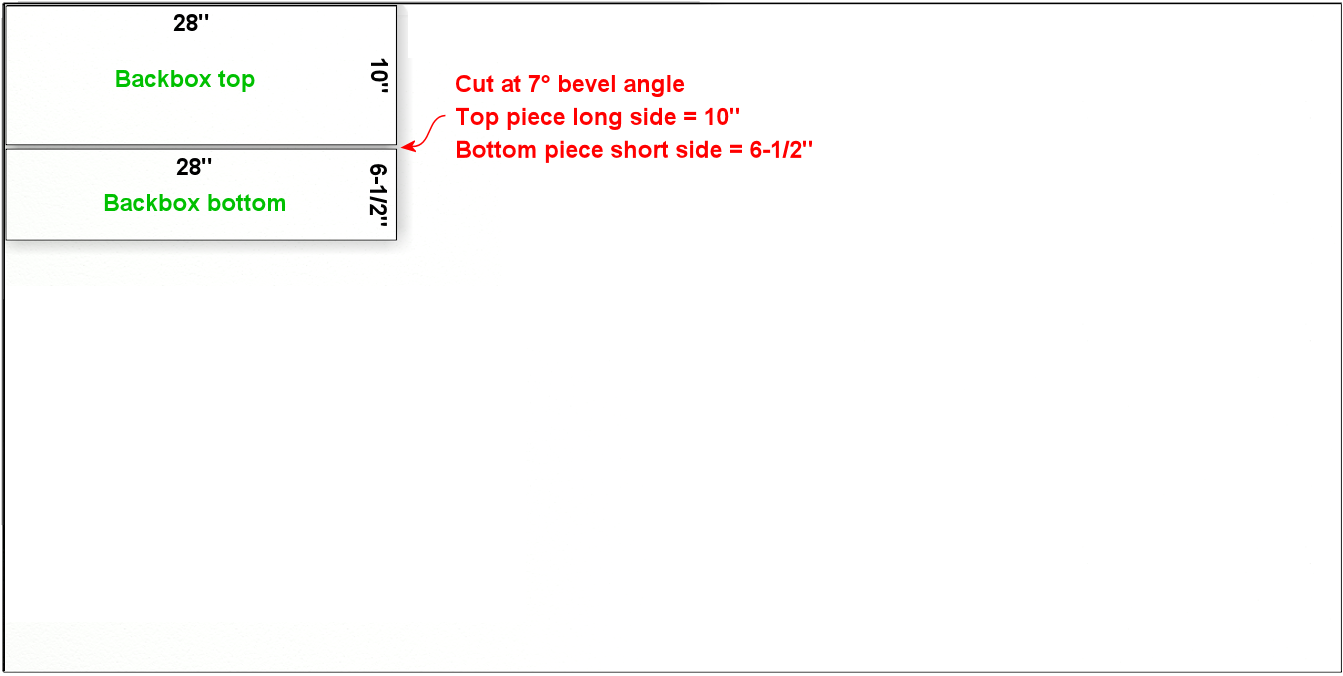 28"
Backbox top
10"
Cut at 7° bevel angle
Top piece long side = 10"
Bottom piece short side = 6-1/2"
28"
Backbox bottom
6-1/2"